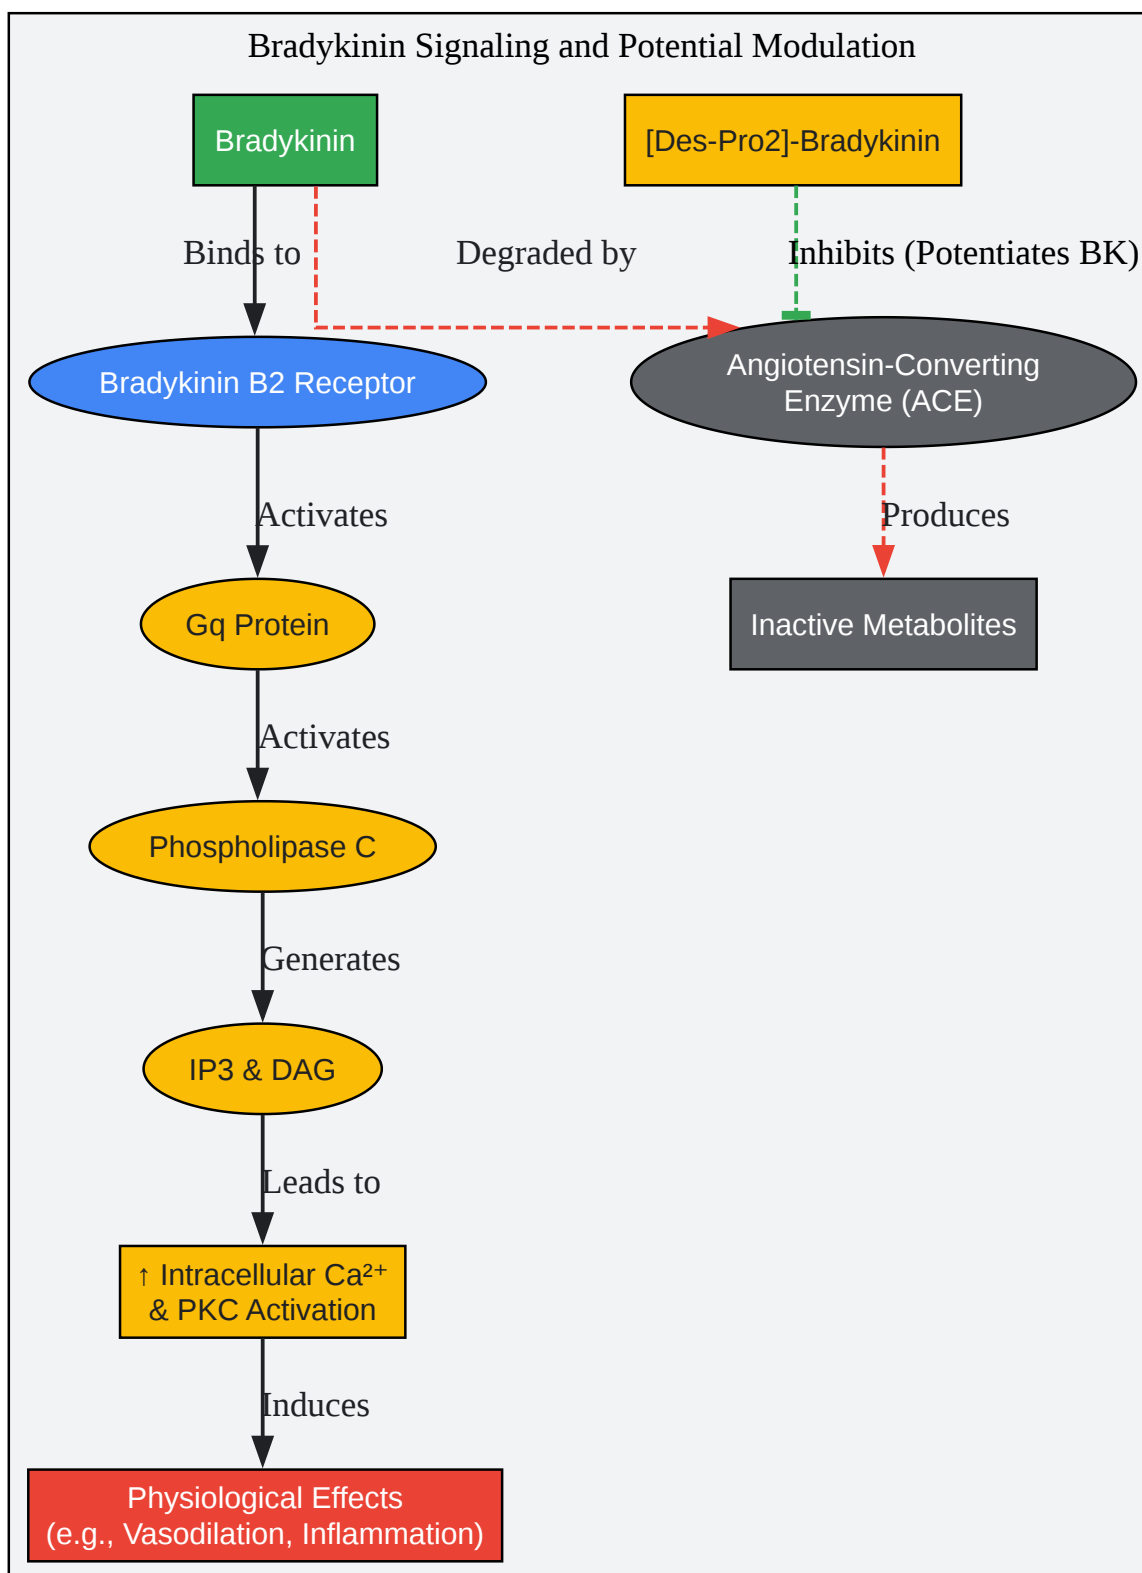 Bradykinin Signaling and Potential Modulation
Bradykinin
[Des-Pro2]-Bradykinin
Binds to
Degraded by
Inhibits (Potentiates BK)
Bradykinin B2 Receptor
Angiotensin-Converting
Enzyme (ACE)
Activates
Produces
Gq Protein
Inactive Metabolites
Activates
Phospholipase C
Generates
IP3 & DAG
Leads to
↑ Intracellular Ca²⁺
& PKC Activation
Induces
Physiological Effects
(e.g., Vasodilation, Inflammation)